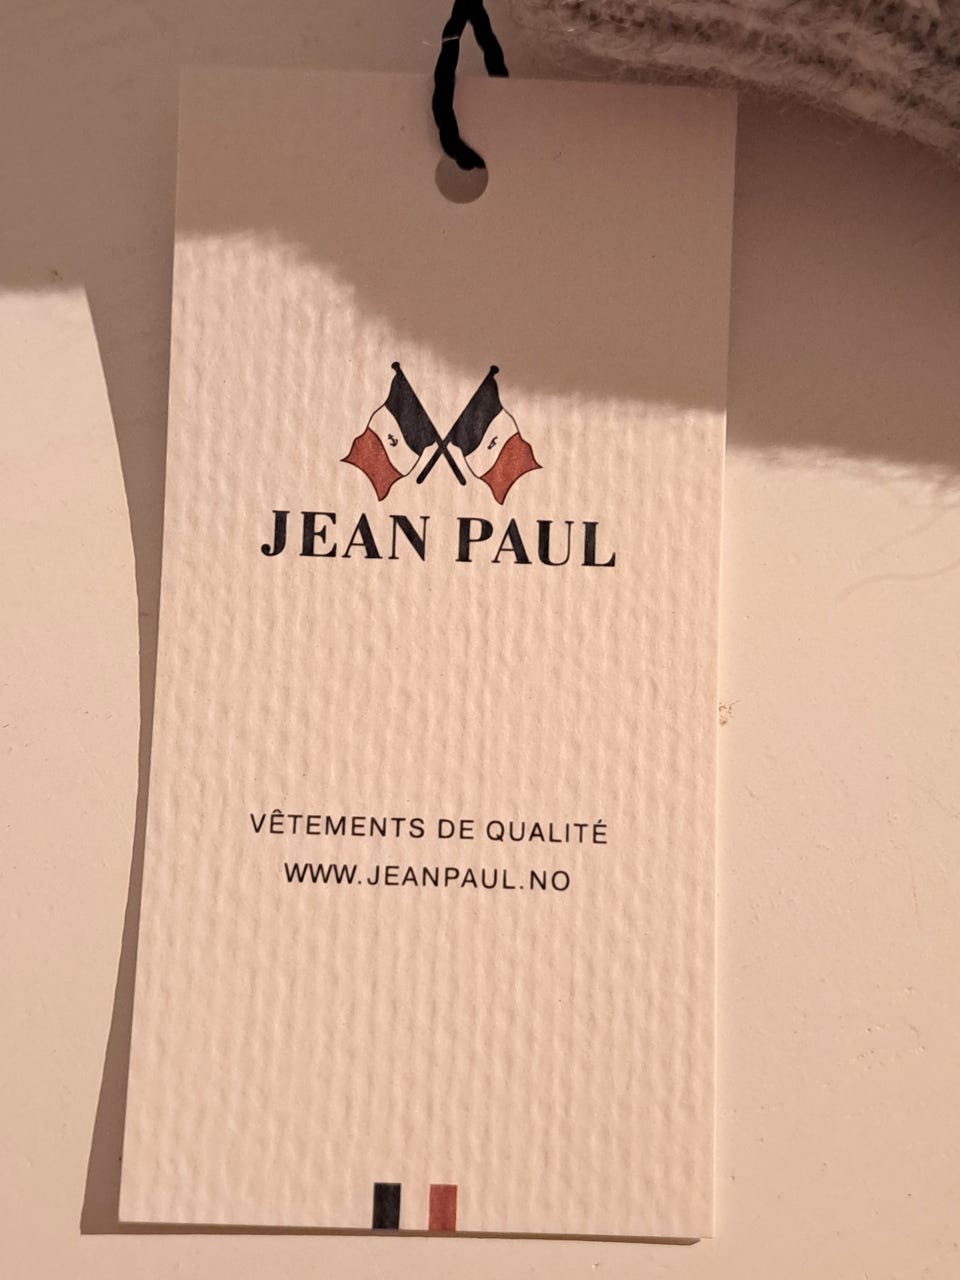 JEAN PAUL
VÊTEMENTS DE QUALITÉ
WWW.JEANPAUL.NO